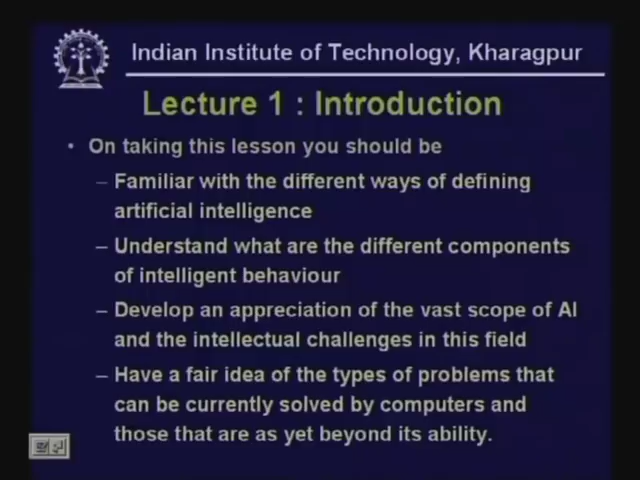 Indian Institute of Technology, Kharagpur
Lecture 1 : Introduction
• On taking this lesson you should be
– Familiar with the different ways of defining
artificial intelligence
– Understand what are the different components
of intelligent behaviour
– Develop an appreciation of the vast scope of AI
and the intellectual challenges in this field
– Have a fair idea of the types of problems that
can be currently solved by computers and
those that are as yet beyond its ability.